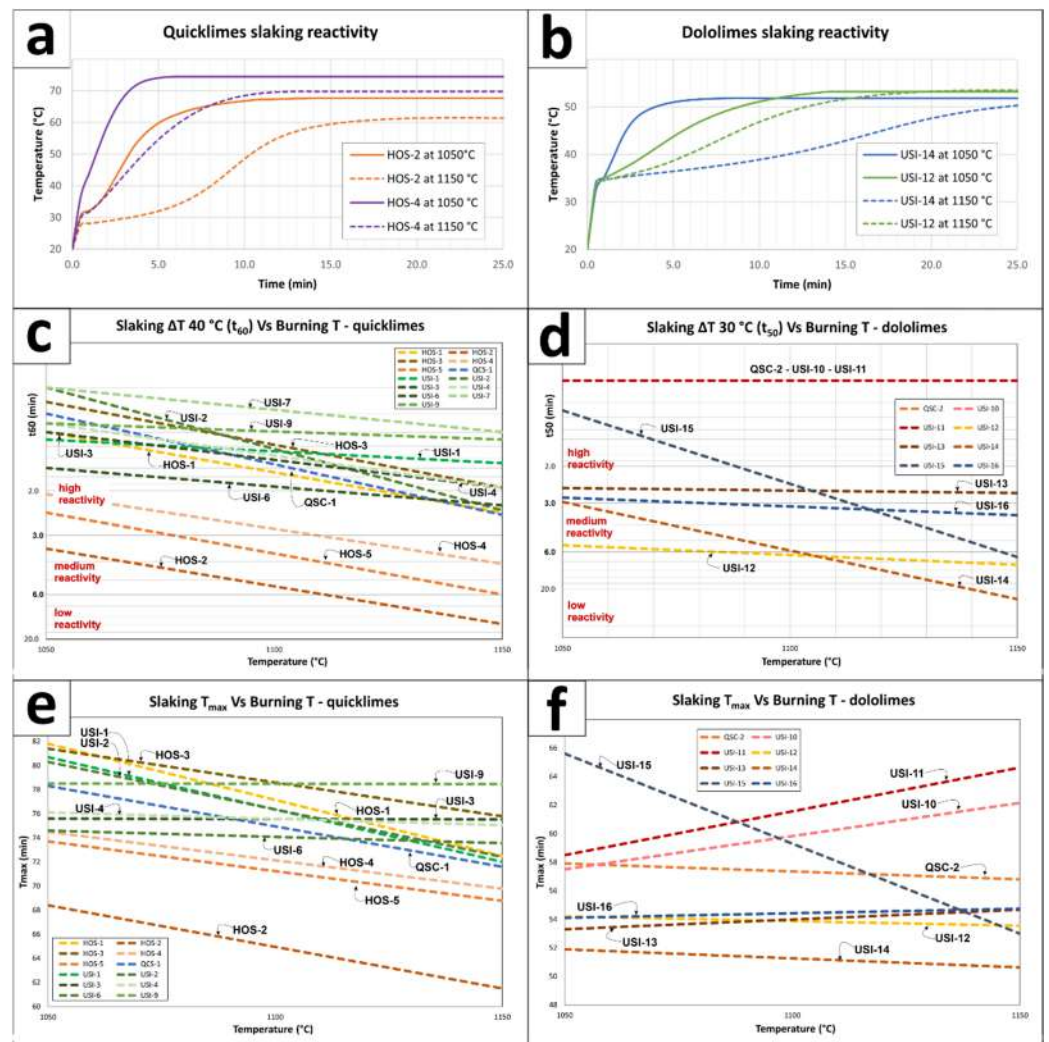 a
Quicklimes slaking reactivity
Temperature (°C)
70
60
50
40
30
20
HOS-2 at 1050°C
HOS-2 at 1150 °C
HOS-4 at 1050°C
HOS-4 at 1150 °C
0.0 5.0 10.0 15.0 20.0 25.0
Time (min)
b
Dololimes slaking reactivity
Temperature (°C)
50
40
30
20
USI-14 at 1050 °C
USI-12 at 1050 °C
USI-14 at 1150 °C
USI-12 at 1150 °C
0.0 5.0 10.0 15.0 20.0 25.0
Time (min)
c
Slaking ΔT 40 °C (t60) Vs Burning T - quicklimes
HOS-1 HOS-2
HOS-3 HOS-4
HOS-5 QCS-1
USI-1 USI-2
USI-3 USI-4
USI-6 USI-7
USI-9
t60 (min)
USI-7
USI-2
USI-9
HOS-3
USI-1
USI-3
HOS-1
USI-4
USI-6
QSC-1
high
reactivity
2.0
HOS-4
3.0
HOS-5
HOS-2
medium
reactivity
6.0
low
reactivity
20.0
1050 1100 1150
Temperature (°C)
d
Slaking ΔT 30 °C (t50) Vs Burning T - dololimes
QSC-2 - USI-10 - USI-11
t50 (min)
QSC-2 USI-10
USI-11 USI-12
USI-13 USI-14
USI-15 USI-16
USI-15
high
reactivity
2.0
USI-13
3.0
USI-16
medium
reactivity
6.0
USI-12
20.0
USI-14
low
reactivity
1050 1100 1150
Temperature (°C)
e
Slaking Tmax Vs Burning T - quicklimes
Tmax (min)
82
80
78
76
74
72
70
68
66
64
62
60
USI-1
USI-2
HOS-3
USI-9
USI-4
HOS-1
USI-3
USI-6
HOS-4
QSC-1
HOS-5
HOS-2
HOS-1 HOS-2
HOS-3 HOS-4
HOS-5 QCS-1
USI-1 USI-2
USI-3 USI-4
USI-6 USI-9
1050 1100 1150
Temperature (°C)
f
Slaking Tmax Vs Burning T - dololimes
Tmax (min)
66
64
62
60
58
56
54
52
50
48
QSC-2 USI-10
USI-11 USI-12
USI-13 USI-14
USI-15 USI-16
USI-15
USI-11
USI-10
QSC-2
USI-16
USI-13
USI-12
USI-14
1050 1100 1150
Temperature (°C)